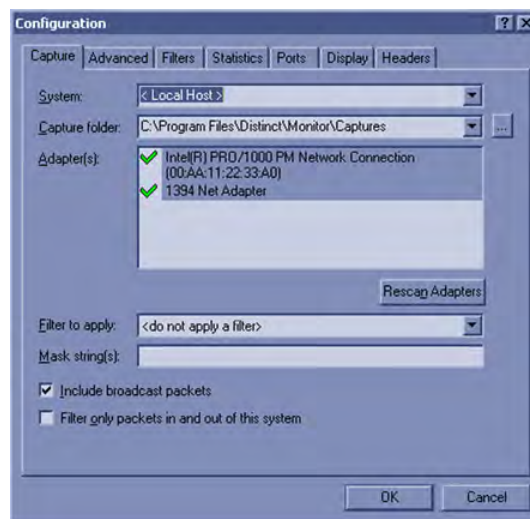 Configuration
Capture Advanced Filters Statistics Ports Display Headers
System: < Local Host >
Capture folder: C:\Program Files\Distinct\Monitor\Captures ...
Adapter(s): Intel(R) PRO/1000 PM Network Connection
(00:AA:11:22:33:A0)
1394 Net Adapter
Rescan Adapters
Filter to apply: <do not apply a filter>
Mask string(s):
Include broadcast packets
Filter only packets in and out of this system
OK Cancel